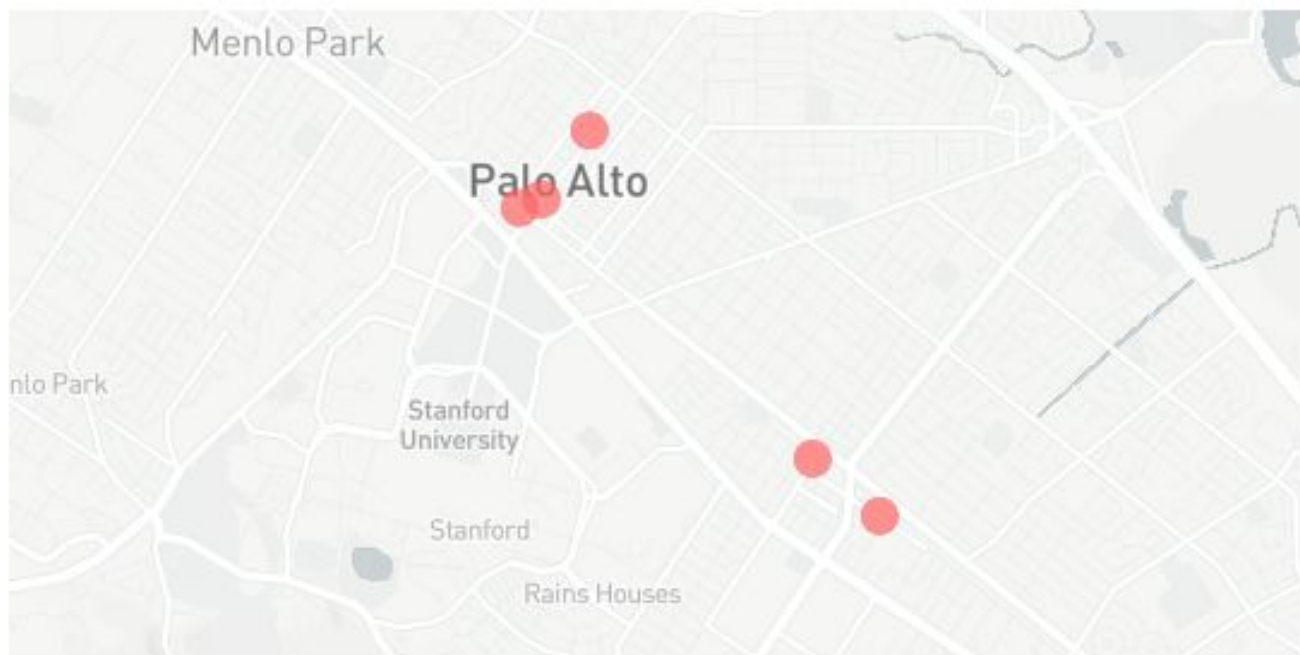 Menlo Park
Palo Alto
nlo Park
Stanford
University
Stanford
Rains Houses